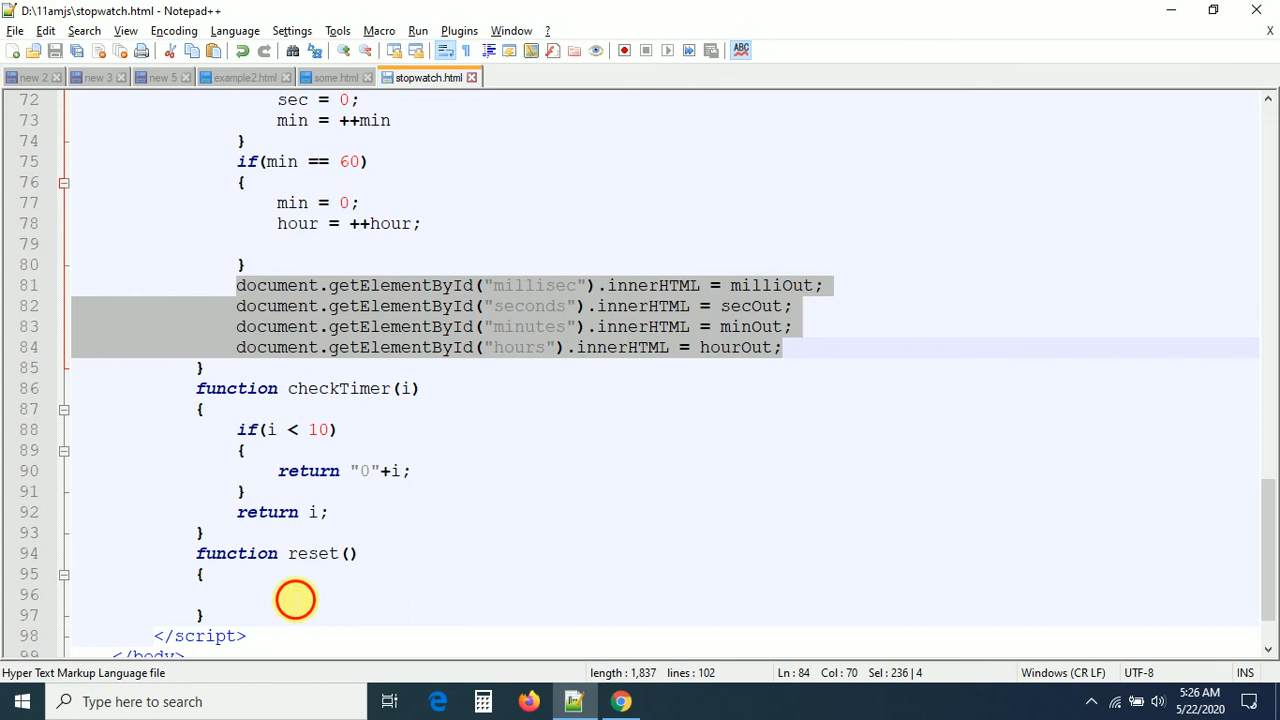 D:\11amjs\stopwatch.html - Notepad++
File Edit Search View Encoding Language Settings Tools Macro Run Plugins Window ? X
ABC
new 2 new 3 new 5 example2.html some.html stopwatch.html
72 sec = 0;
73 min = ++min
74 }
75 if(min == 60)
76 {
77 min = 0;
78 hour = ++hour;
79
80 }
81 document.getElementById("millisec").innerHTML = milliOut;
82 document.getElementById("seconds").innerHTML = secOut;
83 document.getElementById("minutes").innerHTML = minOut;
84 document.getElementById("hours").innerHTML = hourOut;
85 }
86 function checkTimer(i)
87 {
88 if(i < 10)
89 {
90 return "0"+i;
91 }
92 return i;
93 }
94 function reset()
95 {
96
97 }
98 </script>
99 </body>
Hyper Text Markup Language file length : 1,837 lines : 102 Ln : 84 Col : 70 Sel : 236 | 4 Windows (CR LF) UTF-8 INS
Type here to search
5:26 AM
5/22/2020